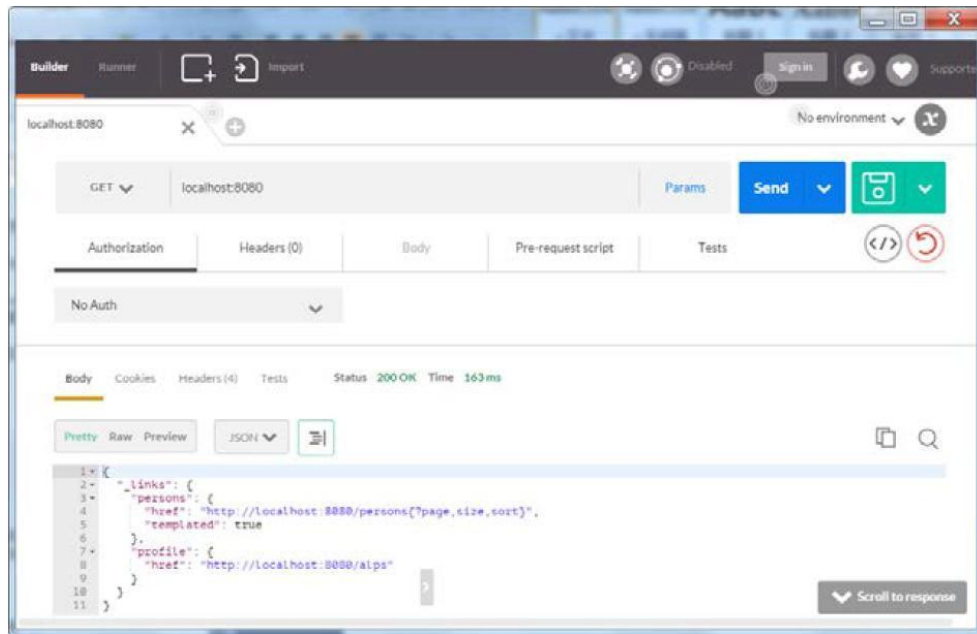 Builder Runner Import Disabled Sign in Supporte
localhost:8080 No environment
GET localhost:8080 Params Send
Authorization Headers (0) Body Pre-request script Tests
No Auth
Body Cookies Headers (4) Tests Status 200 OK Time 163 ms
Pretty Raw Preview JSON
1 {
2 "_links": {
3 "persons": {
4 "href": "http://localhost:8080/persons{?page,size,sort}",
5 "templated": true
6 },
7 "profile": {
8 "href": "http://localhost:8080/alps"
9 }
10 }
11 }
Scroll to response